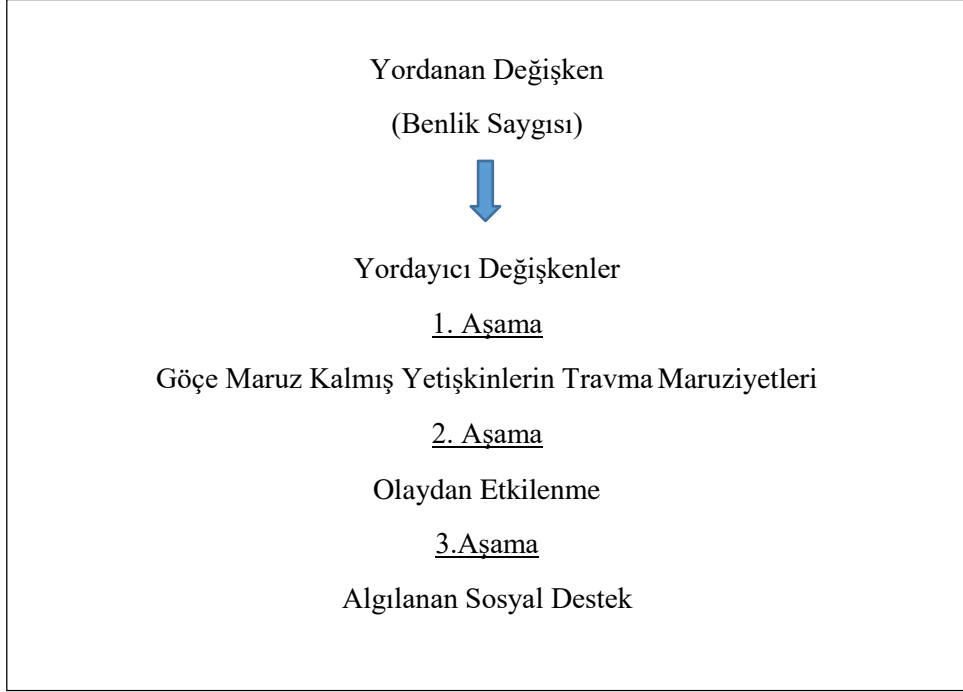 Yordanan Değişken
(Benlik Saygısı)
Yordayıcı Değişkenler
1. Aşama
Göçe Maruz Kalmış Yetişkinlerin Travma Maruziyetleri
2. Aşama
Olaydan Etkilenme
3.Aşama
Algılanan Sosyal Destek